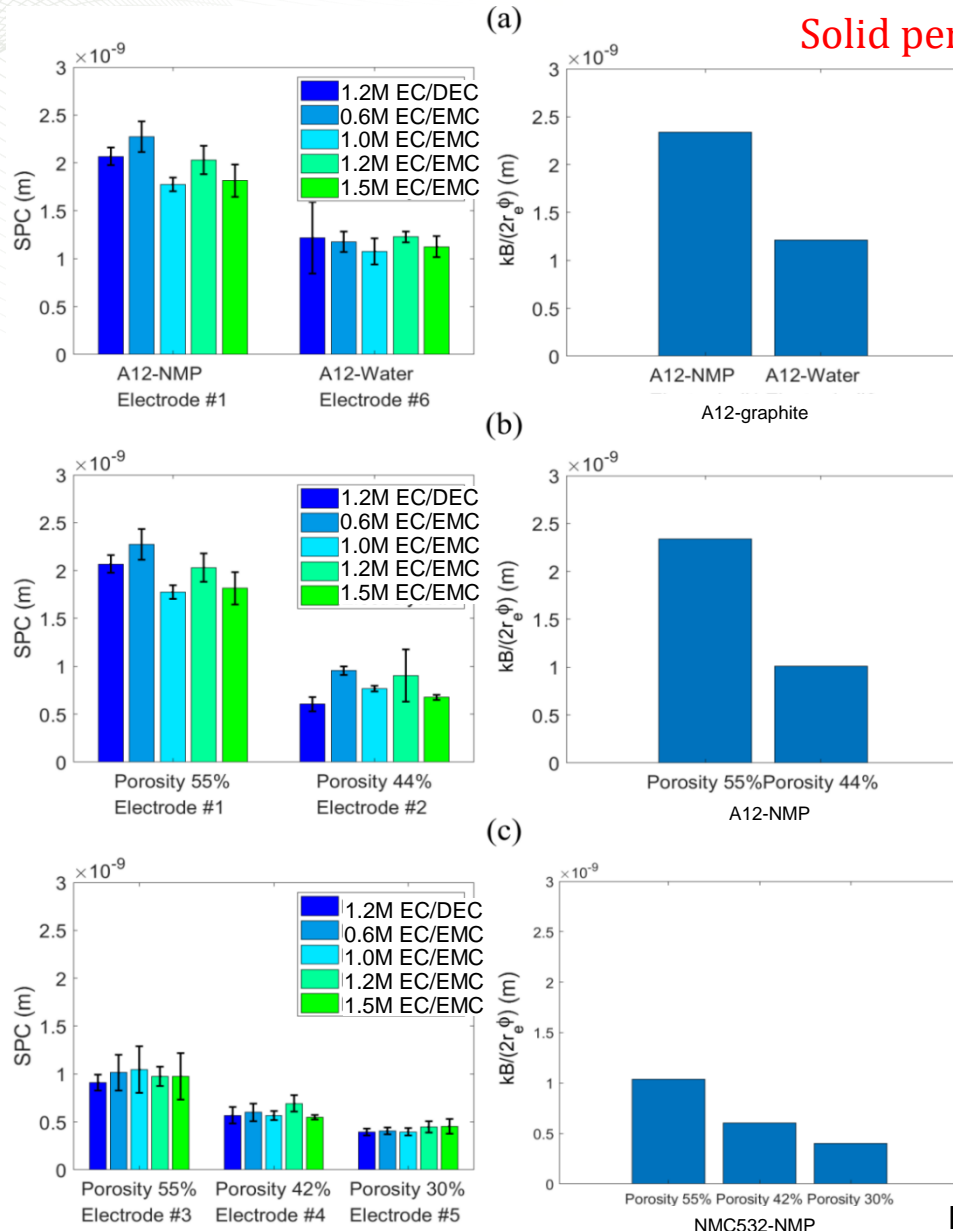 (a)
Solid per
×10⁻⁹
3
2.5
2
1.5
1
0.5
0
SPC (m)
1.2M EC/DEC
0.6M EC/EMC
1.0M EC/EMC
1.2M EC/EMC
1.5M EC/EMC
A12-NMP
Electrode #1
A12-Water
Electrode #6
×10⁻⁹
3
2.5
2
1.5
1
0.5
0
kB/(2r_e^ϕ) (m)
A12-NMP A12-Water
A12-graphite
(b)
×10⁻⁹
3
2.5
2
1.5
1
0.5
0
SPC (m)
1.2M EC/DEC
0.6M EC/EMC
1.0M EC/EMC
1.2M EC/EMC
1.5M EC/EMC
Porosity 55%
Electrode #1
Porosity 44%
Electrode #2
×10⁻⁹
3
2.5
2
1.5
1
0.5
0
kB/(2r_e^ϕ) (m)
Porosity 55% Porosity 44%
A12-NMP
(c)
×10⁻⁹
3
2.5
2
1.5
1
0.5
0
SPC (m)
1.2M EC/DEC
0.6M EC/EMC
1.0M EC/EMC
1.2M EC/EMC
1.5M EC/EMC
Porosity 55%
Electrode #3
Porosity 42%
Electrode #4
Porosity 30%
Electrode #5
×10⁻⁹
3
2.5
2
1.5
1
0.5
0
kB/(2r_e^ϕ) (m)
Porosity 55% Porosity 42% Porosity 30%
NMC532-NMP